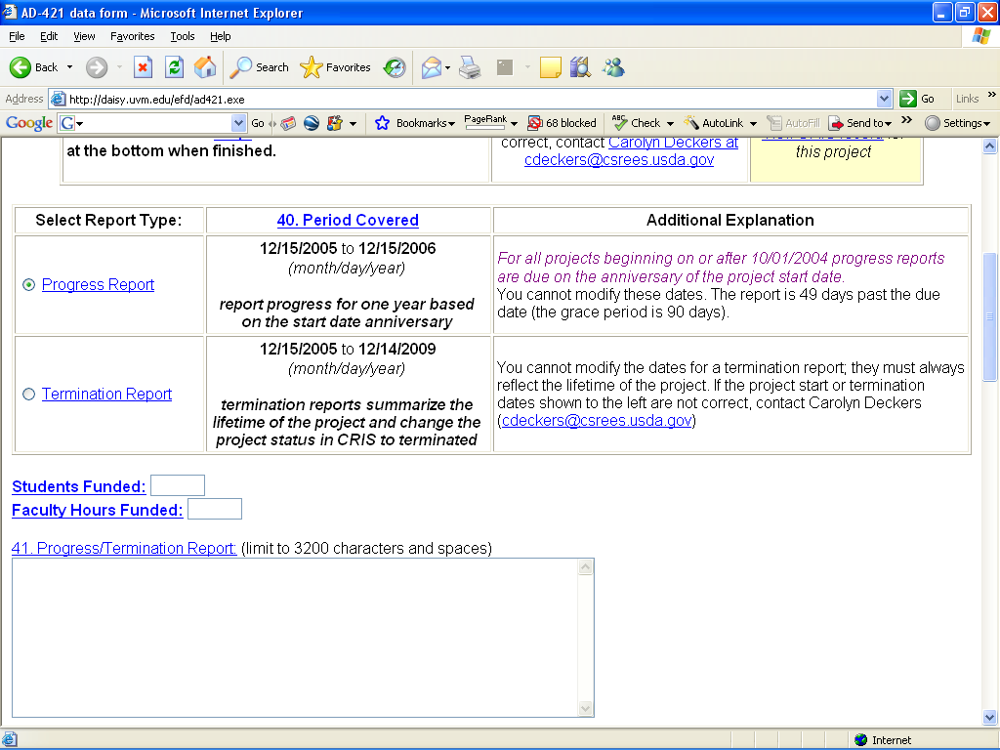 AD-421 data form - Microsoft Internet Explorer
File Edit View Favorites Tools Help
Back Search Favorites
Address http://daisy.uvm.edu/efd/ad421.exe Go Links »
Google G Go Bookmarks PageRank 68 blocked ABC Check AutoLink AutoFill Send to » Settings
at the bottom when finished.
correct, contact Carolyn Deckers at
cdeckers@csrees.usda.gov
this project
Select Report Type: 40. Period Covered Additional Explanation
Progress Report
12/15/2005 to 12/15/2006
(month/day/year)
report progress for one year based
on the start date anniversary
For all projects beginning on or after 10/01/2004 progress reports
are due on the anniversary of the project start date.
You cannot modify these dates. The report is 49 days past the due
date (the grace period is 90 days).
Termination Report
12/15/2005 to 12/14/2009
(month/day/year)
termination reports summarize the
lifetime of the project and change the
project status in CRIS to terminated
You cannot modify the dates for a termination report; they must always
reflect the lifetime of the project. If the project start or termination
dates shown to the left are not correct, contact Carolyn Deckers
(cdeckers@csrees.usda.gov)
Students Funded:
Faculty Hours Funded:
41. Progress/Termination Report: (limit to 3200 characters and spaces)
Internet